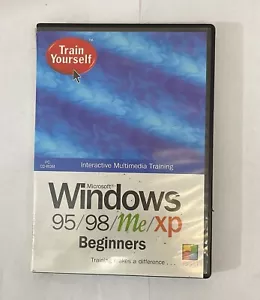 Train
Yourself
PC
CD-ROM
Interactive Multimedia Training
Microsoft®
Windows
95/98/Me/xp
Beginners
Training makes a difference . . .